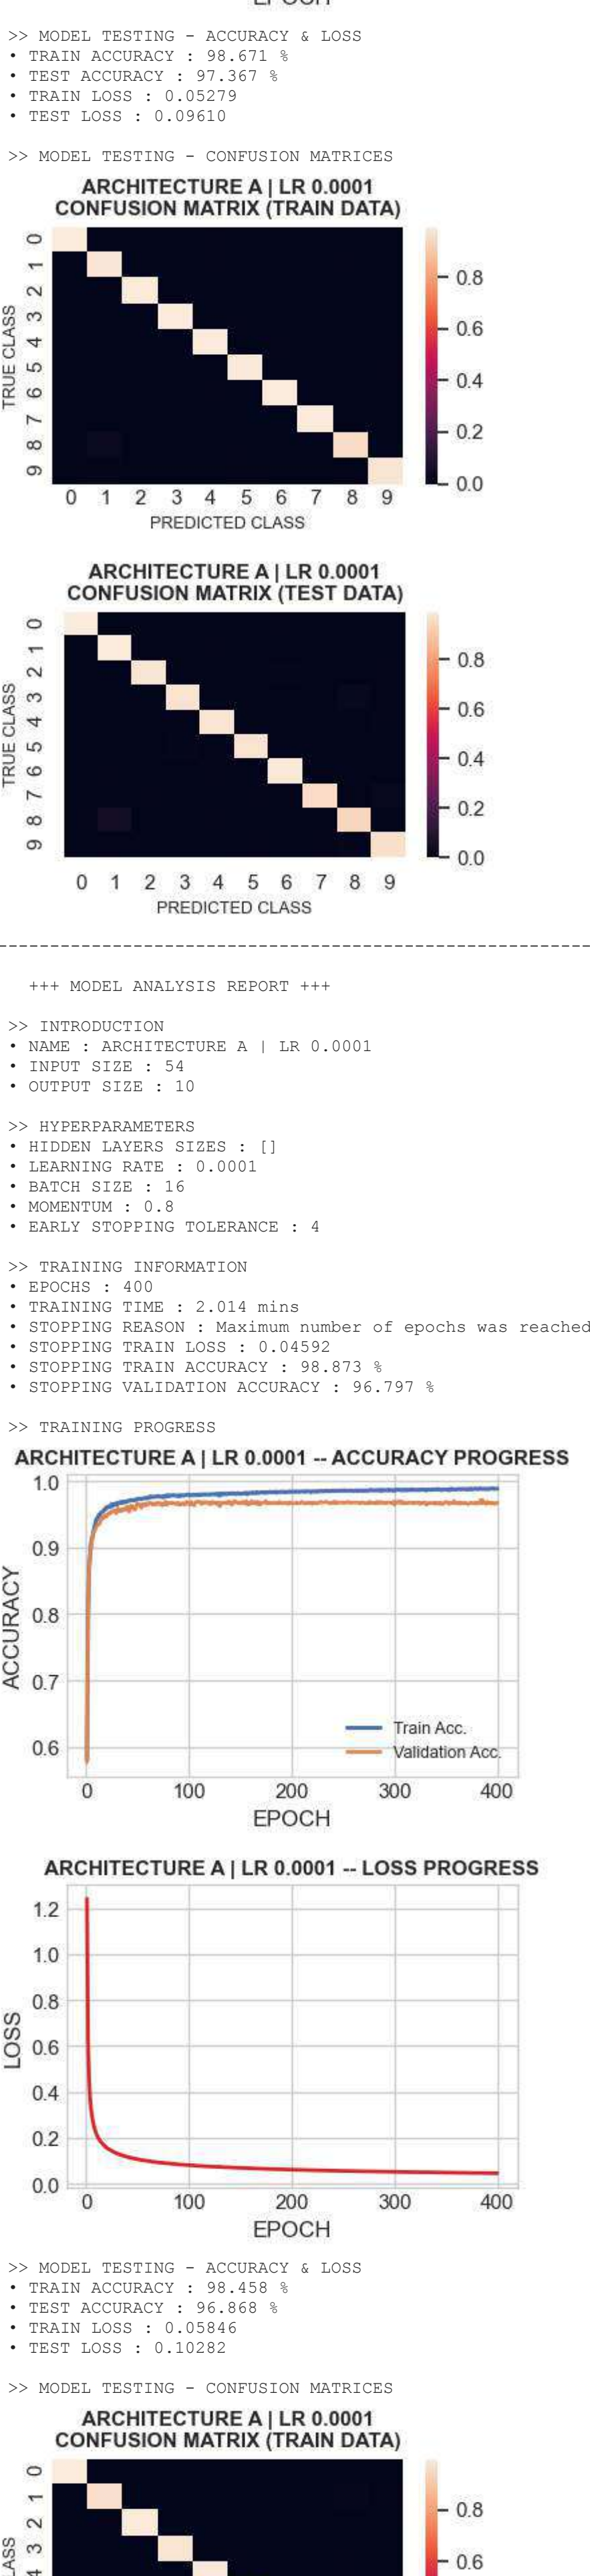 EPOCH
>> MODEL TESTING - ACCURACY & LOSS
• TRAIN ACCURACY : 98.671 %
• TEST ACCURACY : 97.367 %
• TRAIN LOSS : 0.05279
• TEST LOSS : 0.09610
>> MODEL TESTING - CONFUSION MATRICES
ARCHITECTURE A | LR 0.0001
CONFUSION MATRIX (TRAIN DATA)
TRUE CLASS
0
1
2
3
4
5
6
7
8
9
0.8
0.6
0.4
0.2
0.0
0 1 2 3 4 5 6 7 8 9
PREDICTED CLASS
ARCHITECTURE A | LR 0.0001
CONFUSION MATRIX (TEST DATA)
TRUE CLASS
0
1
2
3
4
5
6
7
8
9
0.8
0.6
0.4
0.2
0.0
0 1 2 3 4 5 6 7 8 9
PREDICTED CLASS
+++ MODEL ANALYSIS REPORT +++
>> INTRODUCTION
• NAME : ARCHITECTURE A | LR 0.0001
• INPUT SIZE : 54
• OUTPUT SIZE : 10
>> HYPERPARAMETERS
• HIDDEN LAYERS SIZES : []
• LEARNING RATE : 0.0001
• BATCH SIZE : 16
• MOMENTUM : 0.8
• EARLY STOPPING TOLERANCE : 4
>> TRAINING INFORMATION
• EPOCHS : 400
• TRAINING TIME : 2.014 mins
• STOPPING REASON : Maximum number of epochs was reached
• STOPPING TRAIN LOSS : 0.04592
• STOPPING TRAIN ACCURACY : 98.873 %
• STOPPING VALIDATION ACCURACY : 96.797 %
>> TRAINING PROGRESS
ARCHITECTURE A | LR 0.0001 -- ACCURACY PROGRESS
ACCURACY
1.0
0.9
0.8
0.7
0.6
Train Acc.
Validation Acc.
0 100 200 300 400
EPOCH
ARCHITECTURE A | LR 0.0001 -- LOSS PROGRESS
LOSS
1.2
1.0
0.8
0.6
0.4
0.2
0.0
0 100 200 300 400
EPOCH
>> MODEL TESTING - ACCURACY & LOSS
• TRAIN ACCURACY : 98.458 %
• TEST ACCURACY : 96.868 %
• TRAIN LOSS : 0.05846
• TEST LOSS : 0.10282
>> MODEL TESTING - CONFUSION MATRICES
ARCHITECTURE A | LR 0.0001
CONFUSION MATRIX (TRAIN DATA)
0
1
2
3
4
0.8
0.6